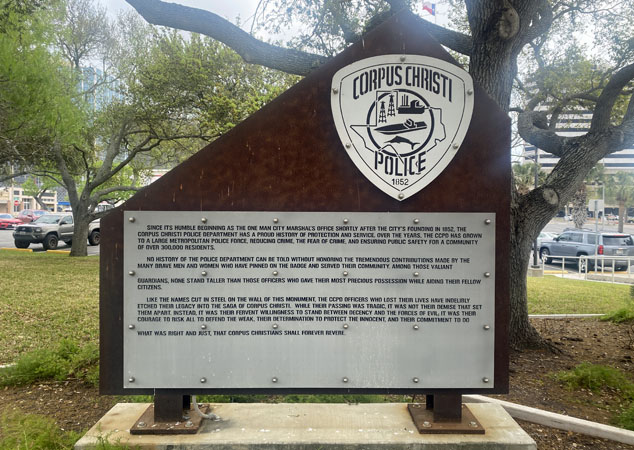 CORPUS CHRISTI
POLICE
1852
SINCE ITS HUMBLE BEGINNING AS THE ONE MAN CITY MARSHAL'S OFFICE SHORTLY AFTER THE CITY'S FOUNDING IN 1852, THE
CORPUS CHRISTI POLICE DEPARTMENT HAS A PROUD HISTORY OF PROTECTION AND SERVICE. OVER THE YEARS, THE CCPD HAS GROWN
TO A LARGE METROPOLITAN POLICE FORCE, REDUCING CRIME, THE FEAR OF CRIME, AND ENSURING PUBLIC SAFETY FOR A COMMUNITY
OF OVER 300,000 RESIDENTS.
NO HISTORY OF THE POLICE DEPARTMENT CAN BE TOLD WITHOUT HONORING THE TREMENDOUS CONTRIBUTIONS MADE BY THE
MANY BRAVE MEN AND WOMEN WHO HAVE PINNED ON THE BADGE AND SERVED THEIR COMMUNITY. AMONG THOSE VALIANT
GUARDIANS, NONE STAND TALLER THAN THOSE OFFICERS WHO GAVE THEIR MOST PRECIOUS POSSESSION WHILE AIDING THEIR FELLOW
CITIZENS.
LIKE THE NAMES CUT IN STEEL ON THE WALL OF THIS MONUMENT, THE CCPD OFFICERS WHO LOST THEIR LIVES HAVE INDELIBLY
ETCHED THEIR LEGACY INTO THE SAGA OF CORPUS CHRISTI. WHILE THEIR PASSING WAS TRAGIC, IT WAS NOT THEIR DEMISE THAT SET
THEM APART. INSTEAD, IT WAS THEIR FERVENT WILLINGNESS TO STAND BETWEEN DECENCY AND THE FORCES OF EVIL, IT WAS THEIR
COURAGE TO RISK ALL TO DEFEND THE WEAK, THEIR DETERMINATION TO PROTECT THE INNOCENT, AND THEIR COMMITMENT TO DO
WHAT WAS RIGHT AND JUST, THAT CORPUS CHRISTIANS SHALL FOREVER REVERE.